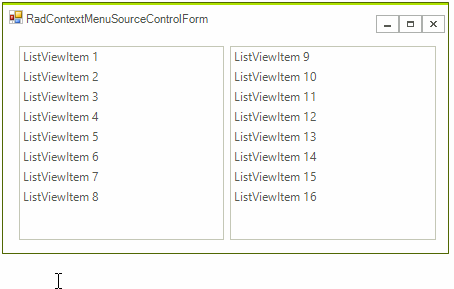 RadContextMenuSourceControlForm
ListViewItem 1
ListViewItem 2
ListViewItem 3
ListViewItem 4
ListViewItem 5
ListViewItem 6
ListViewItem 7
ListViewItem 8
ListViewItem 9
ListViewItem 10
ListViewItem 11
ListViewItem 12
ListViewItem 13
ListViewItem 14
ListViewItem 15
ListViewItem 16